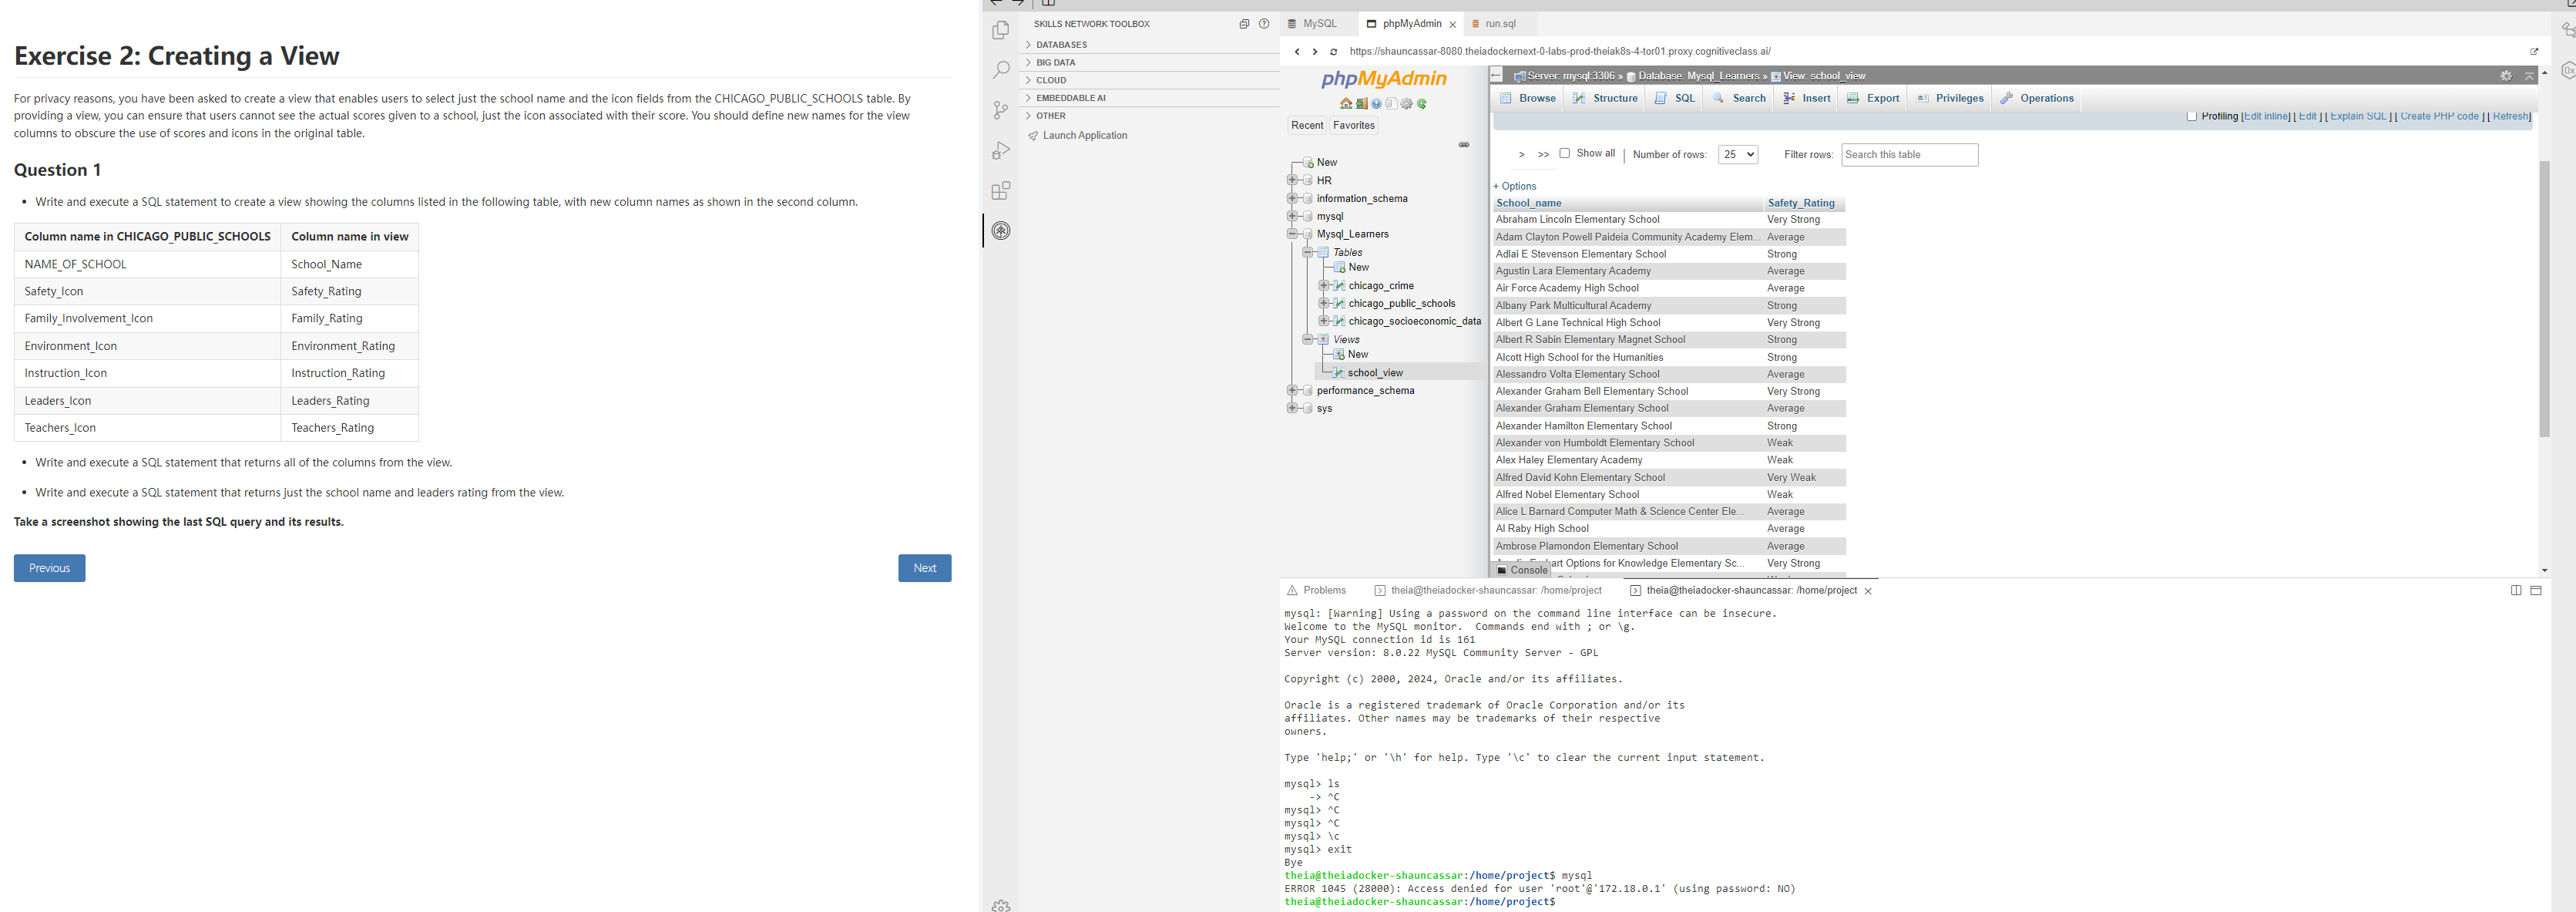 Exercise 2: Creating a View
For privacy reasons, you have been asked to create a view that enables users to select just the school name and the icon fields from the CHICAGO_PUBLIC_SCHOOLS table. By
providing a view, you can ensure that users cannot see the actual scores given to a school, just the icon associated with their score. You should define new names for the view
columns to obscure the use of scores and icons in the original table.
Question 1
• Write and execute a SQL statement to create a view showing the columns listed in the following table, with new column names as shown in the second column.
Column name in CHICAGO_PUBLIC_SCHOOLS Column name in view
NAME_OF_SCHOOL School_Name
Safety_Icon Safety_Rating
Family_Involvement_Icon Family_Rating
Environment_Icon Environment_Rating
Instruction_Icon Instruction_Rating
Leaders_Icon Leaders_Rating
Teachers_Icon Teachers_Rating
• Write and execute a SQL statement that returns all of the columns from the view.
• Write and execute a SQL statement that returns just the school name and leaders rating from the view.
Take a screenshot showing the last SQL query and its results.
Previous Next
SKILLS NETWORK TOOLBOX
DATABASES
BIG DATA
CLOUD
EMBEDDABLE AI
OTHER
Launch Application
MySQL phpMyAdmin run.sql
https://shauncassar-8080.theiadockernext-0-labs-prod-theiak8s-4-tor01.proxy.cognitiveclass.ai/
phpMyAdmin
Recent Favorites
New
HR
information_schema
mysql
Mysql_Learners
Tables
New
chicago_crime
chicago_public_schools
chicago_socioeconomic_data
Views
New
school_view
performance_schema
sys
Server: mysql:3306 » Database: Mysql_Learners » View: school_view
Browse Structure SQL Search Insert Export Privileges Operations
Profiling [Edit inline] [ Edit ] [ Explain SQL ] [ Create PHP code ] [ Refresh]
> >> Show all | Number of rows: 25 Filter rows: Search this table
+ Options
School_name Safety_Rating
Abraham Lincoln Elementary School Very Strong
Adam Clayton Powell Paideia Community Academy Elem... Average
Adlai E Stevenson Elementary School Strong
Agustin Lara Elementary Academy Average
Air Force Academy High School Average
Albany Park Multicultural Academy Strong
Albert G Lane Technical High School Very Strong
Albert R Sabin Elementary Magnet School Strong
Alcott High School for the Humanities Strong
Alessandro Volta Elementary School Average
Alexander Graham Bell Elementary School Very Strong
Alexander Graham Elementary School Average
Alexander Hamilton Elementary School Strong
Alexander von Humboldt Elementary School Weak
Alex Haley Elementary Academy Weak
Alfred David Kohn Elementary School Very Weak
Alfred Nobel Elementary School Weak
Alice L Barnard Computer Math & Science Center Ele... Average
Al Raby High School Average
Ambrose Plamondon Elementary School Average
Options for Knowledge Elementary Sc... Very Strong
Console
Problems theia@theiadocker-shauncassar: /home/project theia@theiadocker-shauncassar: /home/project
mysql: [Warning] Using a password on the command line interface can be insecure.
Welcome to the MySQL monitor.  Commands end with ; or \g.
Your MySQL connection id is 161
Server version: 8.0.22 MySQL Community Server - GPL
Copyright (c) 2000, 2024, Oracle and/or its affiliates.
Oracle is a registered trademark of Oracle Corporation and/or its
affiliates. Other names may be trademarks of their respective
owners.
Type 'help;' or '\h' for help. Type '\c' to clear the current input statement.
mysql> ls
-> ^C
mysql> ^C
mysql> ^C
mysql> \c
mysql> exit
Bye
theia@theiadocker-shauncassar:/home/project$ mysql
ERROR 1045 (28000): Access denied for user 'root'@'172.18.0.1' (using password: NO)
theia@theiadocker-shauncassar:/home/project$